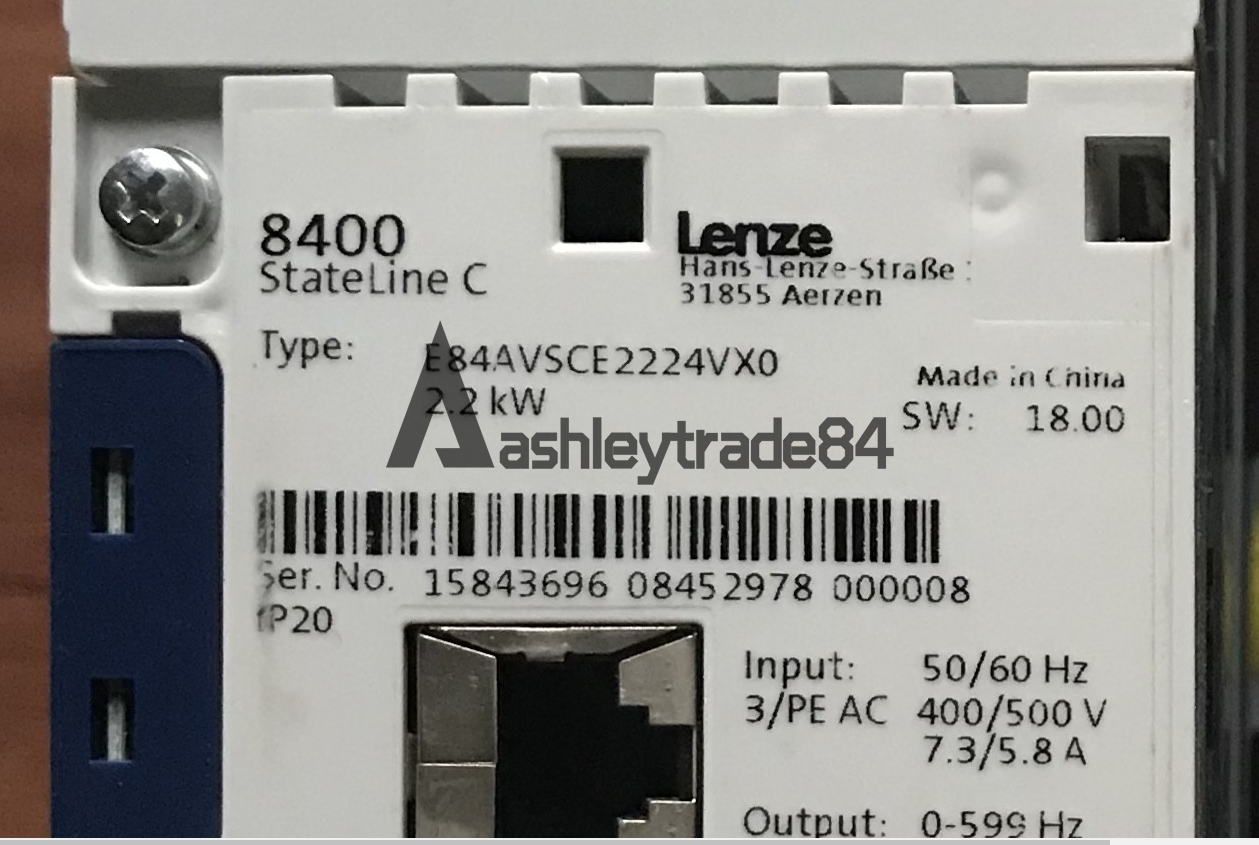 8400
StateLine C
Lenze
Hans-Lenze-Straße
31855 Aerzen
Type: E84AVSCE2224VX0
2.2 kW
Made in China
SW: 18.00
Aashleytrade84
Ser. No. 15843696 08452978 000008
IP20
Input: 50/60 Hz
3/PE AC 400/500 V
7.3/5.8 A
Output: 0-599 Hz